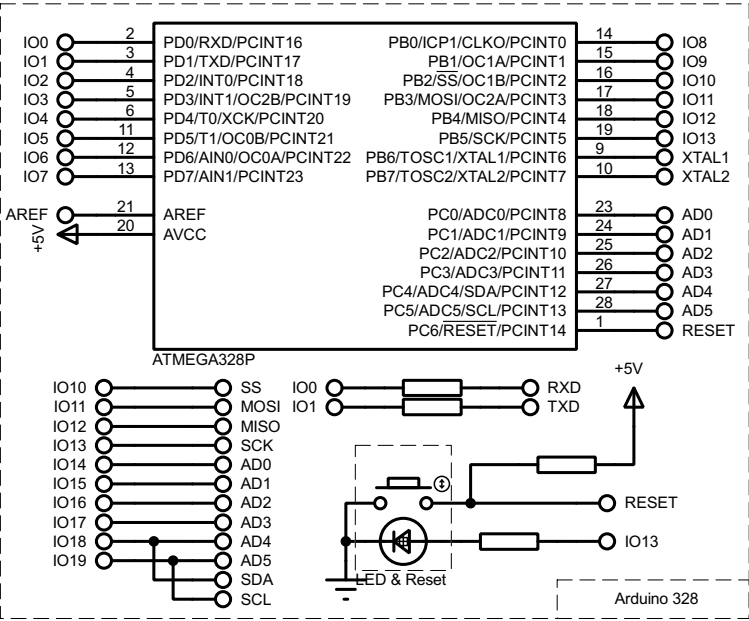 IO0 2 PD0/RXD/PCINT16 PB0/ICP1/CLKO/PCINT0 14 IO8
IO1 3 PD1/TXD/PCINT17 PB1/OC1A/PCINT1 15 IO9
IO2 4 PD2/INT0/PCINT18 PB2/SS/OC1B/PCINT2 16 IO10
IO3 5 PD3/INT1/OC2B/PCINT19 PB3/MOSI/OC2A/PCINT3 17 IO11
IO4 6 PD4/T0/XCK/PCINT20 PB4/MISO/PCINT4 18 IO12
IO5 11 PD5/T1/OC0B/PCINT21 PB5/SCK/PCINT5 19 IO13
IO6 12 PD6/AIN0/OC0A/PCINT22 PB6/TOSC1/XTAL1/PCINT6 9 XTAL1
IO7 13 PD7/AIN1/PCINT23 PB7/TOSC2/XTAL2/PCINT7 10 XTAL2
AREF 21 AREF PC0/ADC0/PCINT8 23 AD0
+5V 20 AVCC PC1/ADC1/PCINT9 24 AD1
PC2/ADC2/PCINT10 25 AD2
PC3/ADC3/PCINT11 26 AD3
PC4/ADC4/SDA/PCINT12 27 AD4
PC5/ADC5/SCL/PCINT13 28 AD5
PC6/RESET/PCINT14 1 RESET
ATMEGA328P
+5V
IO10 SS IO0 RXD
IO11 MOSI IO1 TXD
IO12 MISO
IO13 SCK
IO14 AD0
IO15 AD1
IO16 AD2 RESET
IO17 AD3
IO18 AD4 IO13
IO19 AD5
SDA LED & Reset
SCL Arduino 328